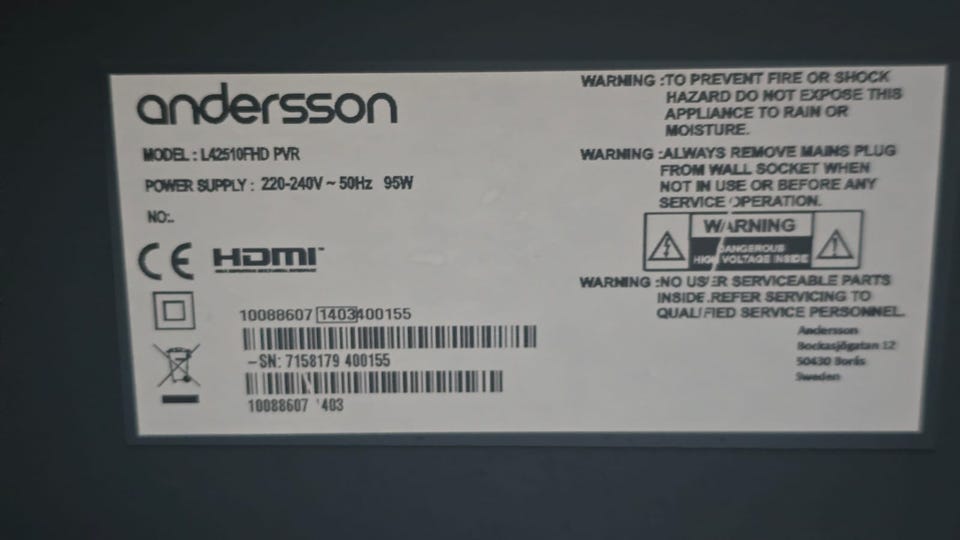 andersson
MODEL : L42510FHD PVR
POWER SUPPLY : 220-240V ~ 50Hz 95W
NO:.
CE HDMI
10088607 1403400155
-SN: 7158179 400155
10088607 1403
WARNING :TO PREVENT FIRE OR SHOCK
HAZARD DO NOT EXPOSE THIS
APPLIANCE TO RAIN OR
MOISTURE.
WARNING :ALWAYS REMOVE MAINS PLUG
FROM WALL SOCKET WHEN
NOT IN USE OR BEFORE ANY
SERVICE OPERATION.
WARNING
DANGEROUS
HIGH VOLTAGE INSIDE
WARNING :NO USER SERVICEABLE PARTS
INSIDE.REFER SERVICING TO
QUALIFIED SERVICE PERSONNEL.
Andersson
Bockasjögatan 12
50430 Borås
Sweden